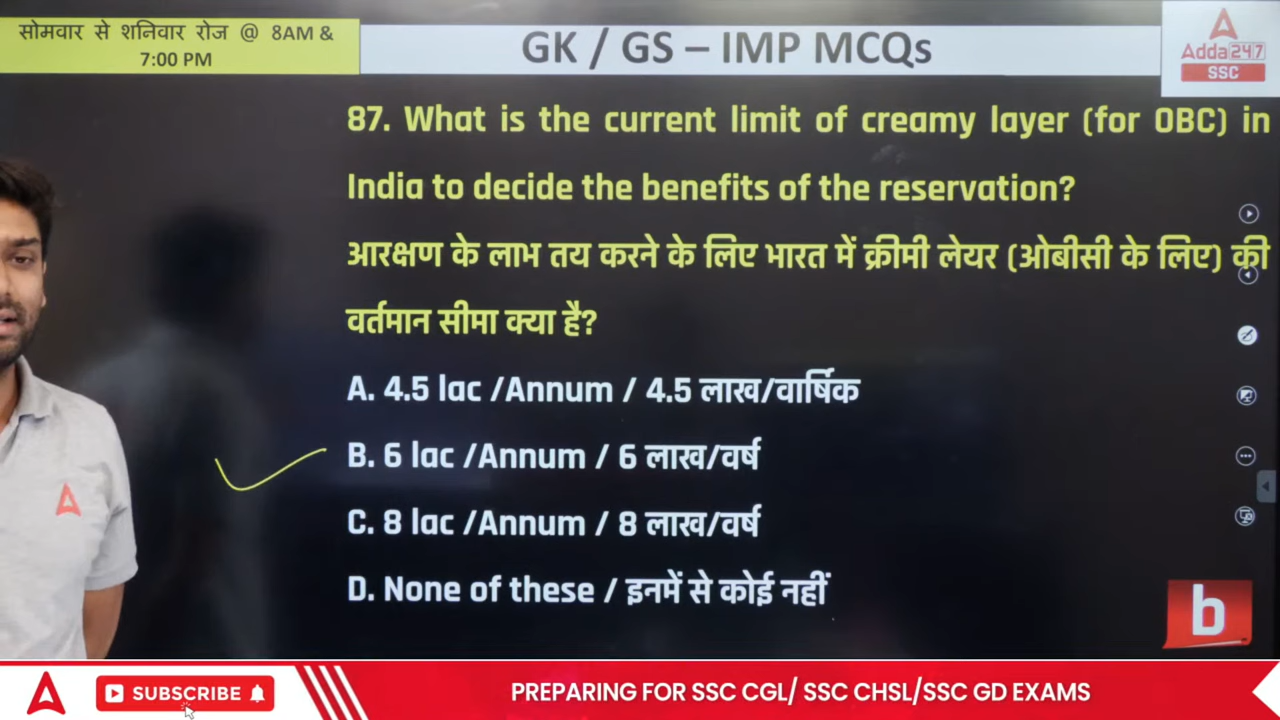 सोमवार से शनिवार रोज @ 8AM &
7:00 PM
GK / GS – IMP MCQs
Adda247
SSC
87. What is the current limit of creamy layer (for OBC) in
India to decide the benefits of the reservation?
आरक्षण के लाभ तय करने के लिए भारत में क्रीमी लेयर (ओबीसी के लिए) की
वर्तमान सीमा क्या है?
A. 4.5 lac /Annum / 4.5 लाख/वार्षिक
B. 6 lac /Annum / 6 लाख/वर्ष
C. 8 lac /Annum / 8 लाख/वर्ष
D. None of these / इनमें से कोई नहीं
b
SUBSCRIBE
PREPARING FOR SSC CGL/ SSC CHSL/SSC GD EXAMS